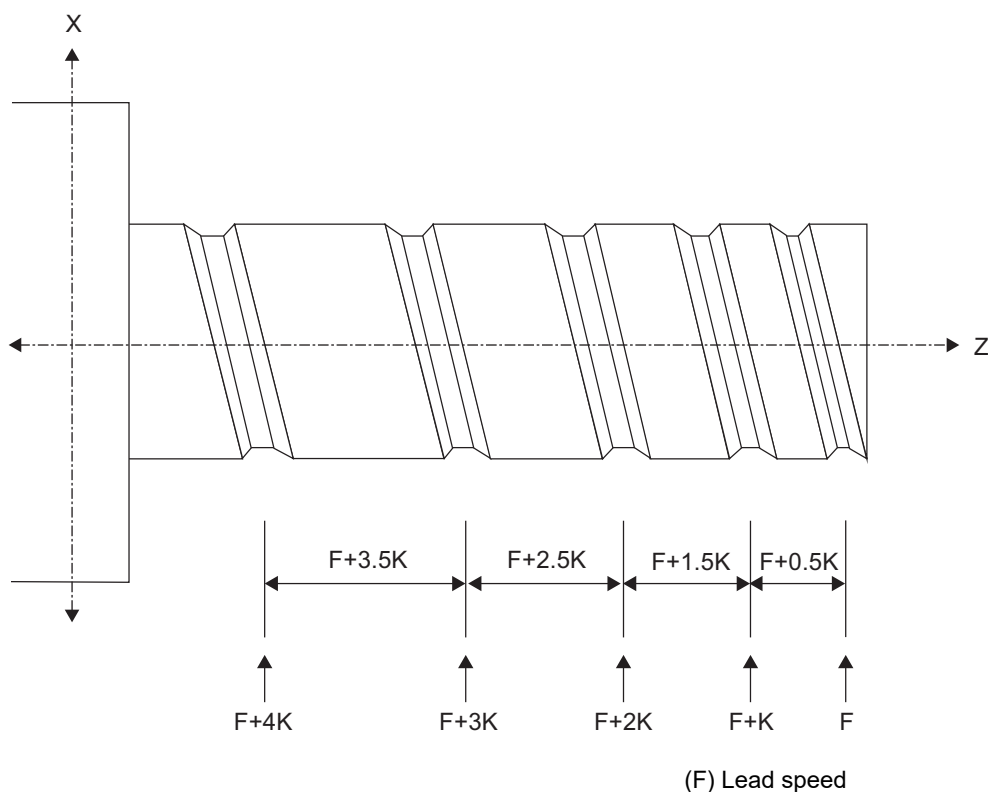 X
Z
F+3.5K
F+2.5K
F+1.5K
F+0.5K
F+4K
F+3K
F+2K
F+K
F
(F) Lead speed